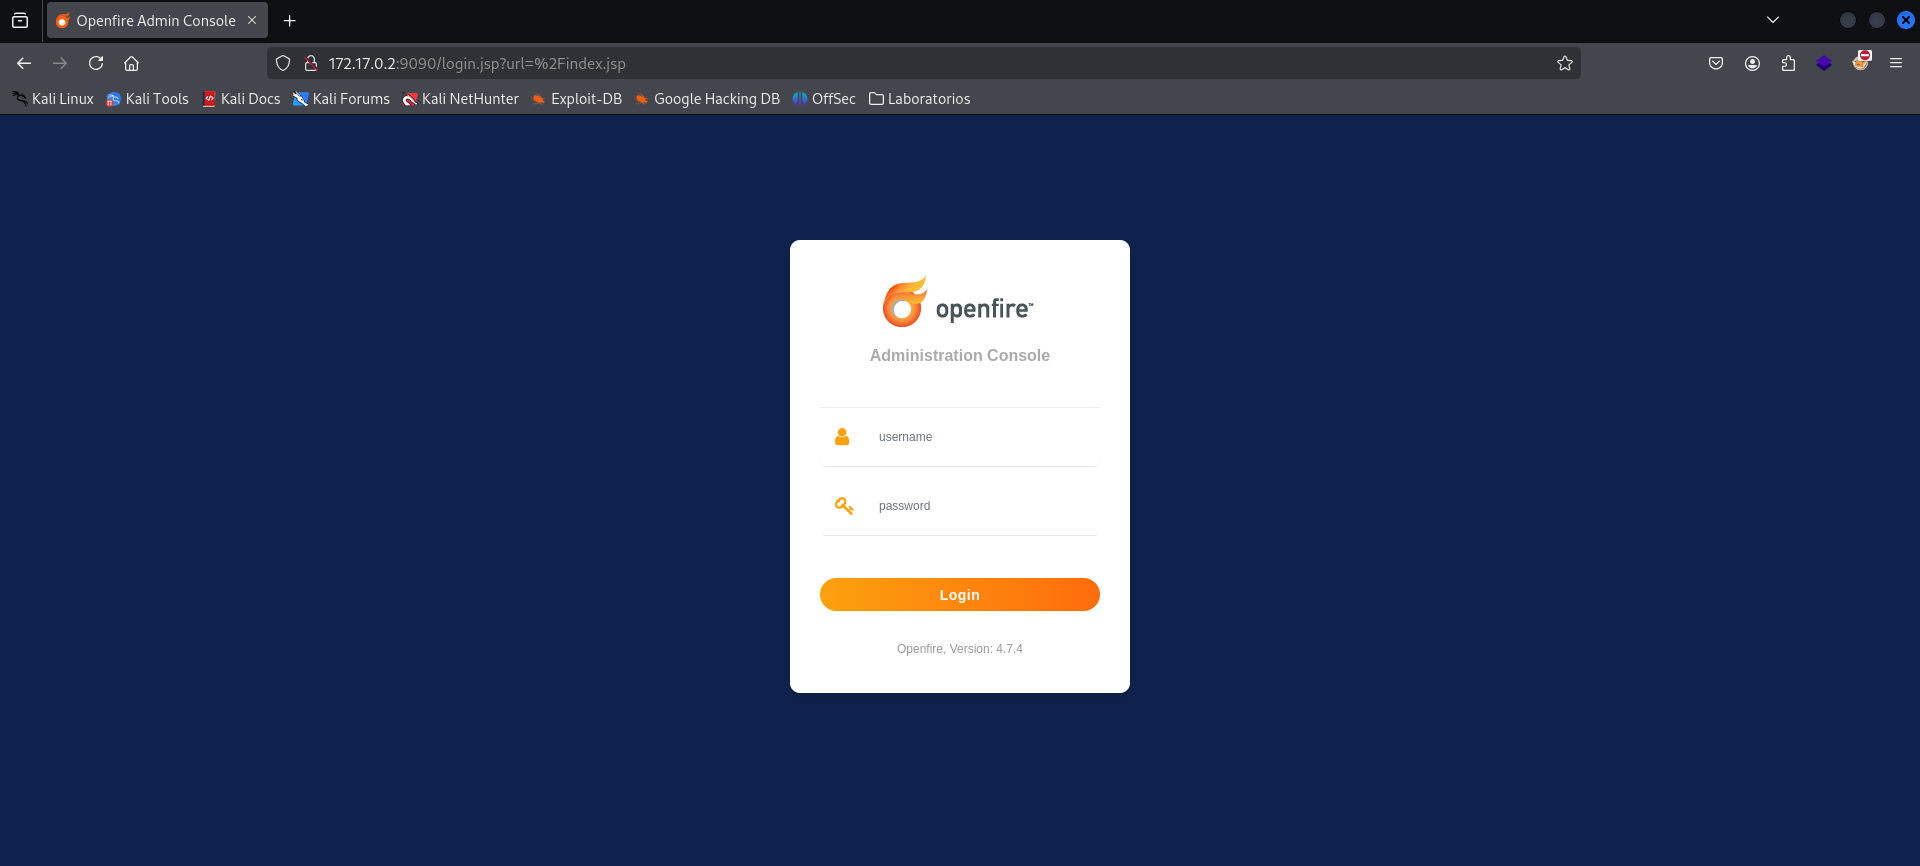 Openfire Admin Console
172.17.0.2:9090/login.jsp?url=%2Findex.jsp
Kali Linux Kali Tools Kali Docs Kali Forums Kali NetHunter Exploit-DB Google Hacking DB OffSec Laboratorios
openfire™
Administration Console
username
password
Login
Openfire, Version: 4.7.4